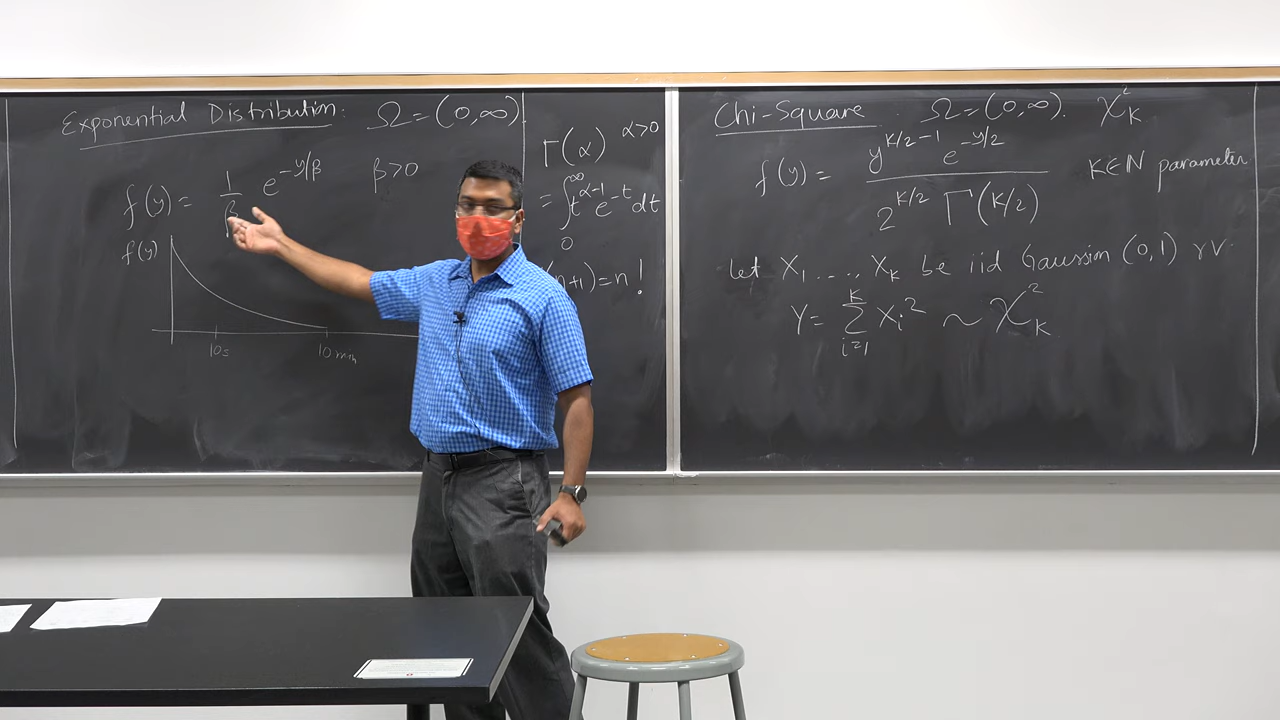 Exponential Distribution: Ω = (0,∞).
f(y) = 1/β e^{-y/β} β>0
f(y)
10s 10 min
Γ(α) α>0
= ∫_0^∞ t^{α-1} e^{-t} dt
(n+1) = n!
Chi-Square. Ω = (0,∞). χ²_K
f(y) = y^{K/2-1} e^{-y/2} / 2^{K/2} Γ(K/2) K∈ℕ parameter
Let X_1 ...., X_K be iid Gaussian (0,1) rv.
Y = Σ_{i=1}^K X_i² ~ χ²_K